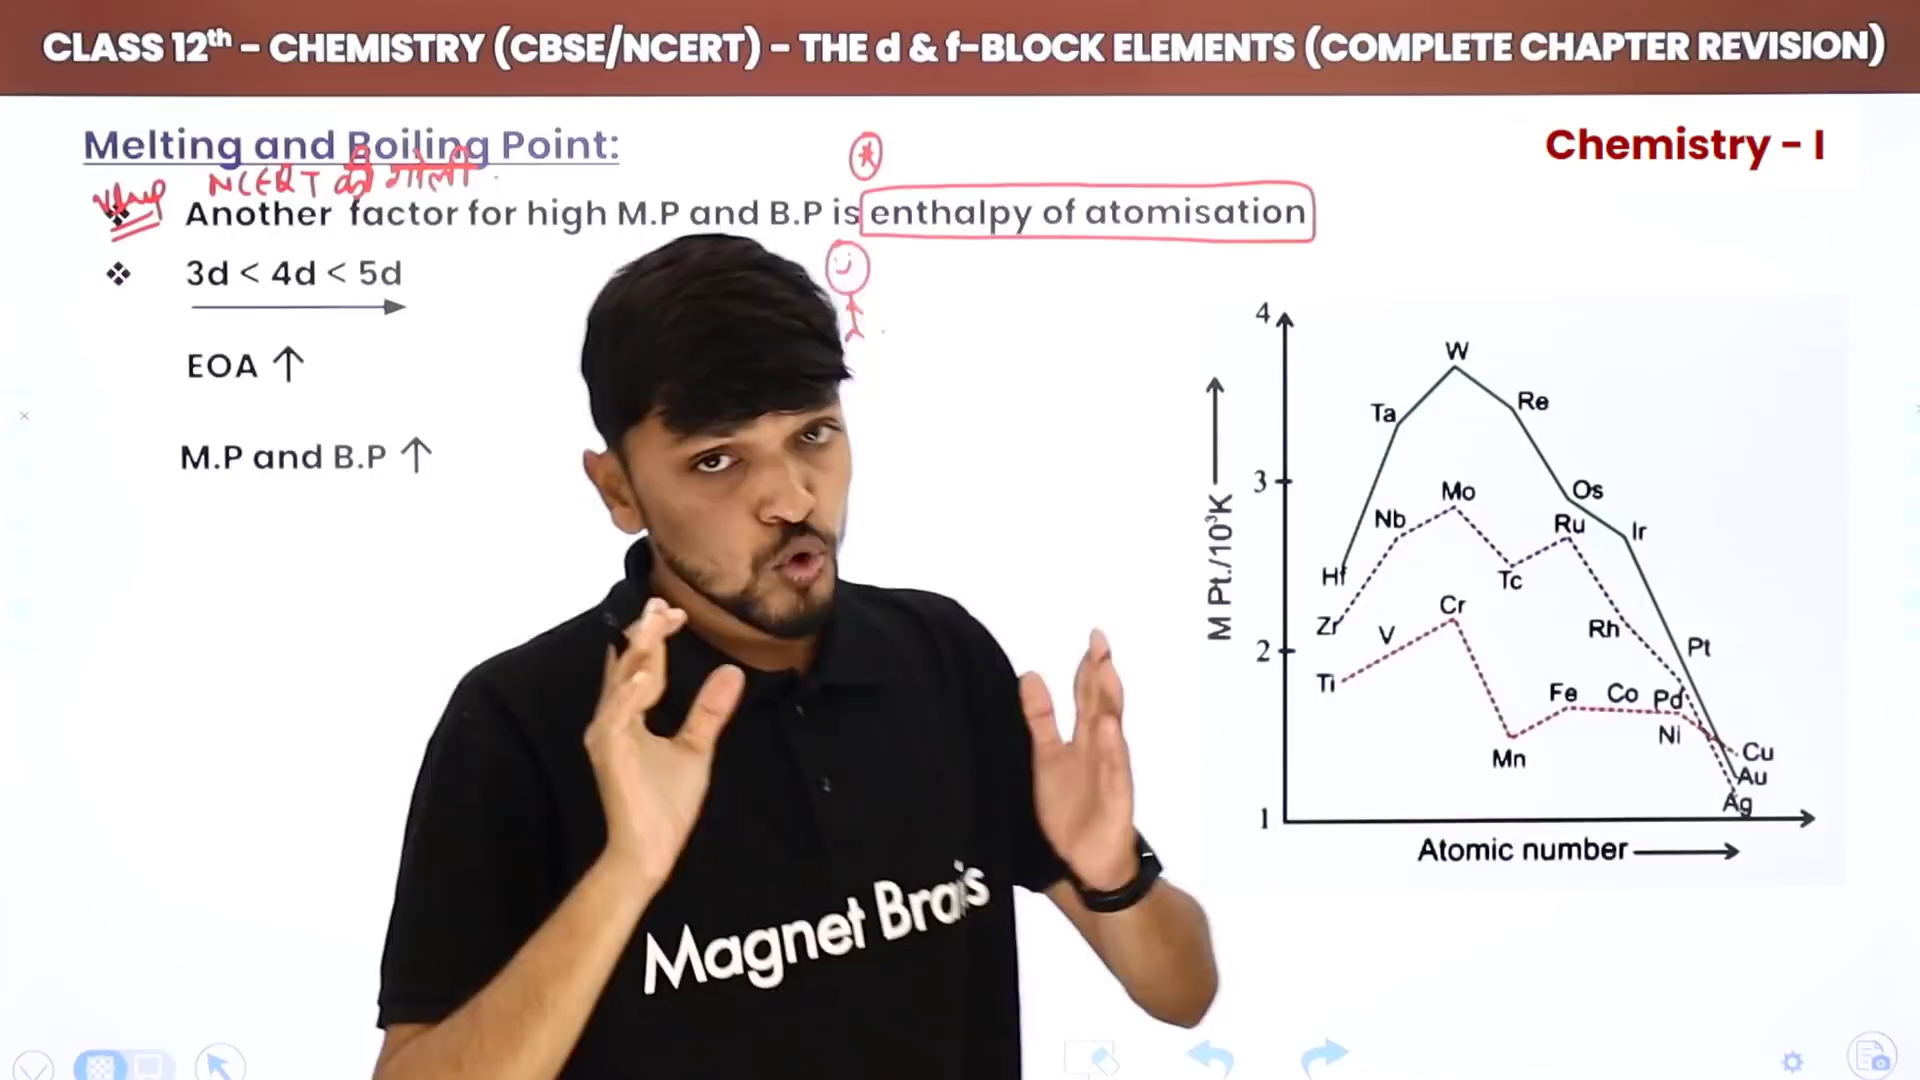 CLASS 12th – CHEMISTRY (CBSE/NCERT) – THE d & f–BLOCK ELEMENTS (COMPLETE CHAPTER REVISION)
Melting and Boiling Point:
Chemistry – I
NCERT की
❖ Another factor for high M.P and B.P is enthalpy of atomisation
❖ 3d < 4d < 5d
EOA ↑
M.P and B.P ↑
4
W
Ta
Re
3
Mo
Os
Nb
Ru
Ir
Hf
Tc
Cr
Zr
V
Rh
2
Pt
Ti
Fe
Co
Pd
Ni
Mn
Cu
Au
Ag
1
M Pt./10³K
Atomic number
Magnet Brains